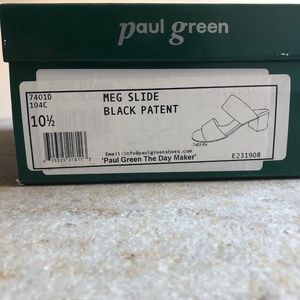 paul green
7401D
104C
10½
MEG SLIDE
BLACK PATENT
Email:info@paulgreenshoes.com
'Paul Green The Day Maker'
E231908